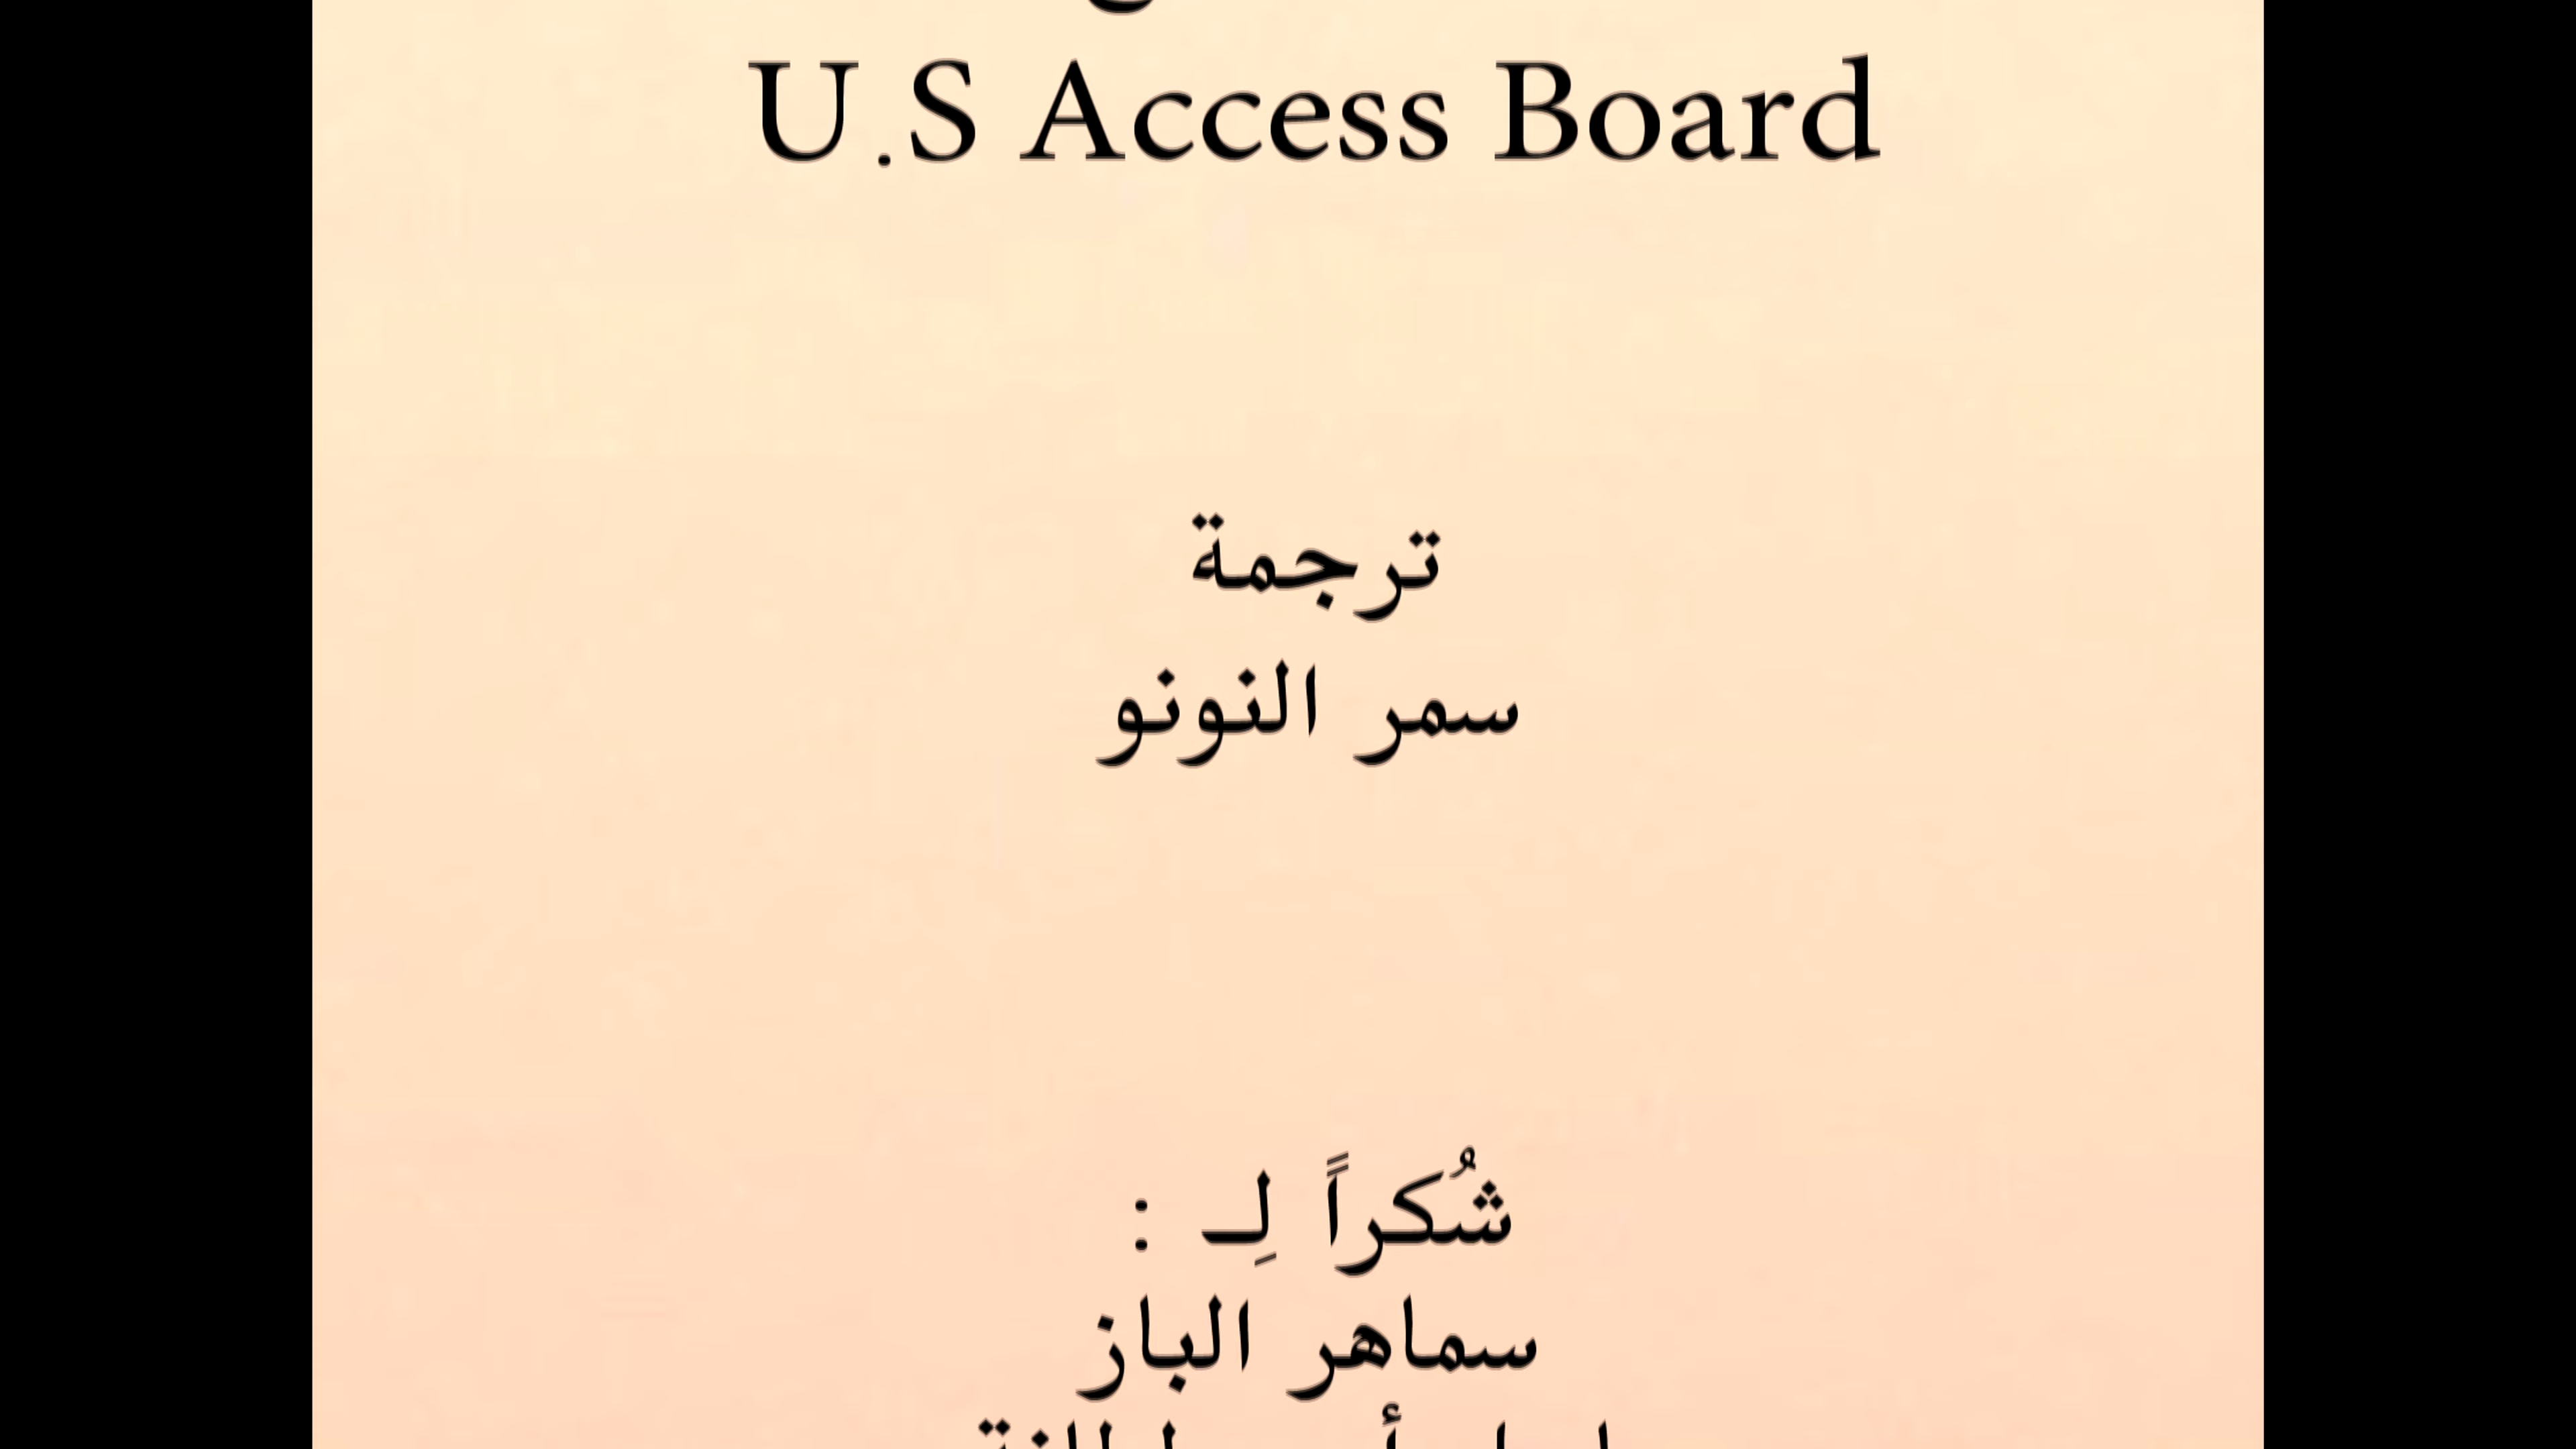 U.S Access Board
ترجمة
سمر النونو
شُكراً لِـ :
سماهر الباز